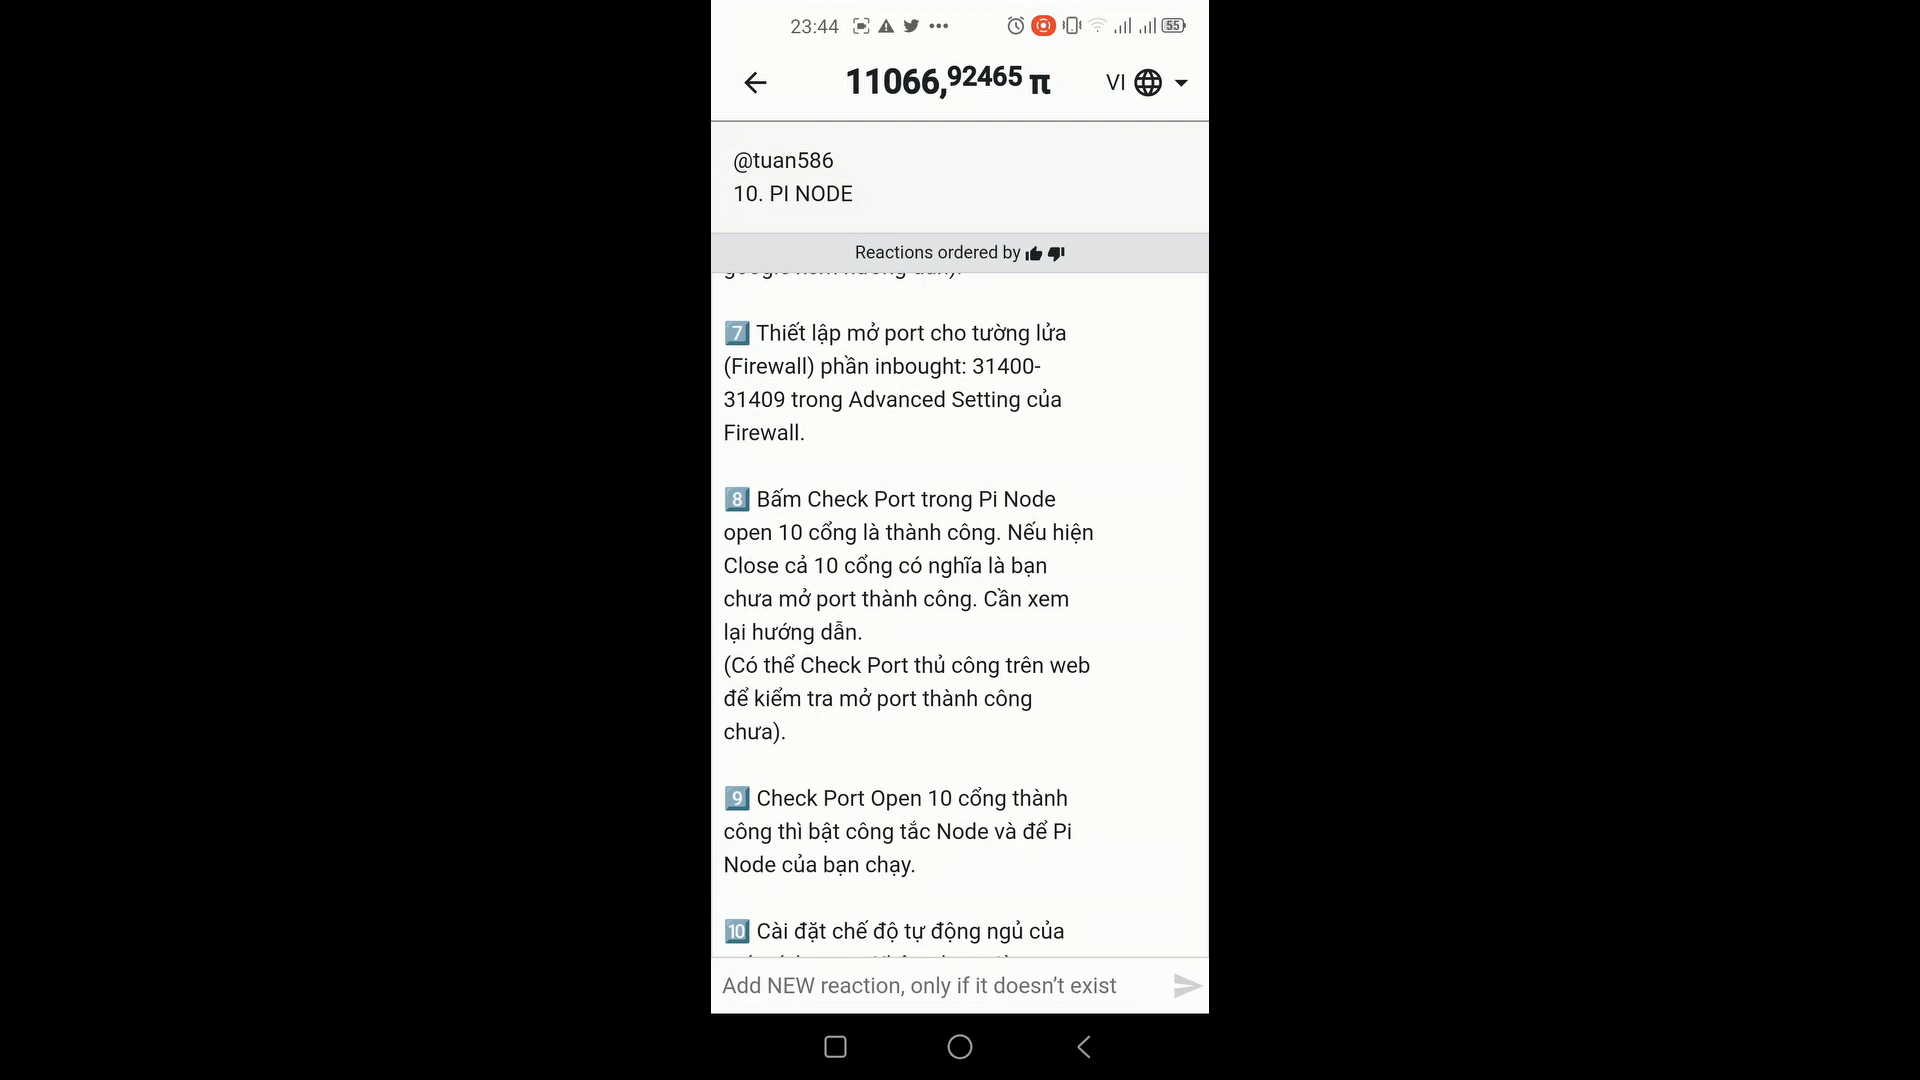 23:44
55
11066,92465 π
VI
@tuan586
10. PI NODE
Reactions ordered by
7 Thiết lập mở port cho tường lửa
(Firewall) phần inbought: 31400-
31409 trong Advanced Setting của
Firewall.
8 Bấm Check Port trong Pi Node
open 10 cổng là thành công. Nếu hiện
Close cả 10 cổng có nghĩa là bạn
chưa mở port thành công. Cần xem
lại hướng dẫn.
(Có thể Check Port thủ công trên web
để kiểm tra mở port thành công
chưa).
9 Check Port Open 10 cổng thành
công thì bật công tắc Node và để Pi
Node của bạn chạy.
10 Cài đặt chế độ tự động ngủ của
Add NEW reaction, only if it doesn’t exist